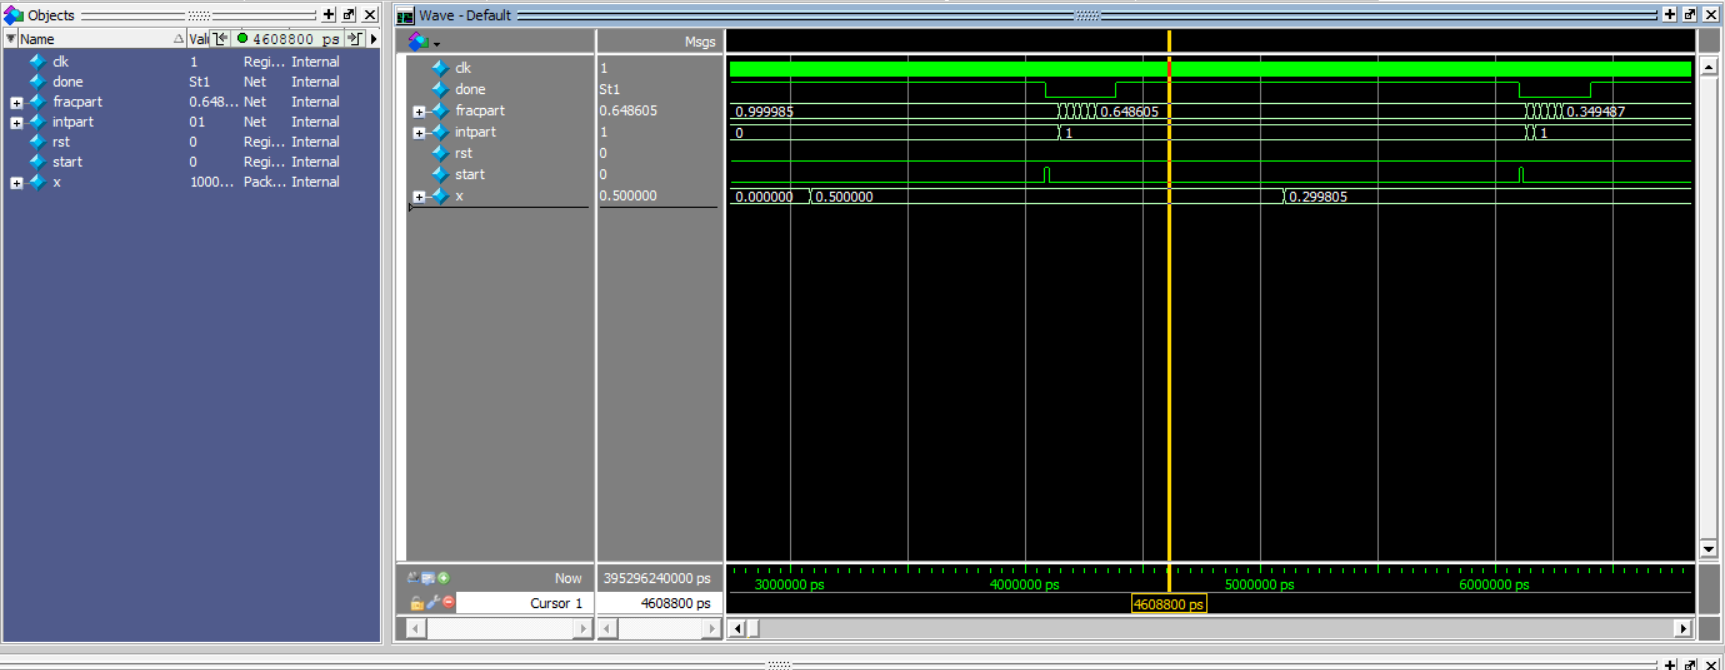 Objects
Name Val 4608800 ps
clk 1 Regi... Internal
done St1 Net Internal
fracpart 0.648... Net Internal
intpart 01 Net Internal
rst 0 Regi... Internal
start 0 Regi... Internal
x 1000... Pack... Internal
Wave - Default
Msgs
clk 1
done St1
fracpart 0.648605 0.999985 0.648605 0.349487
intpart 1 0 1 1
rst 0
start 0
x 0.500000 0.000000 0.500000 0.299805
Now 395296240000 ps 3000000 ps 4000000 ps 5000000 ps 6000000 ps
Cursor 1 4608800 ps 4608800 ps